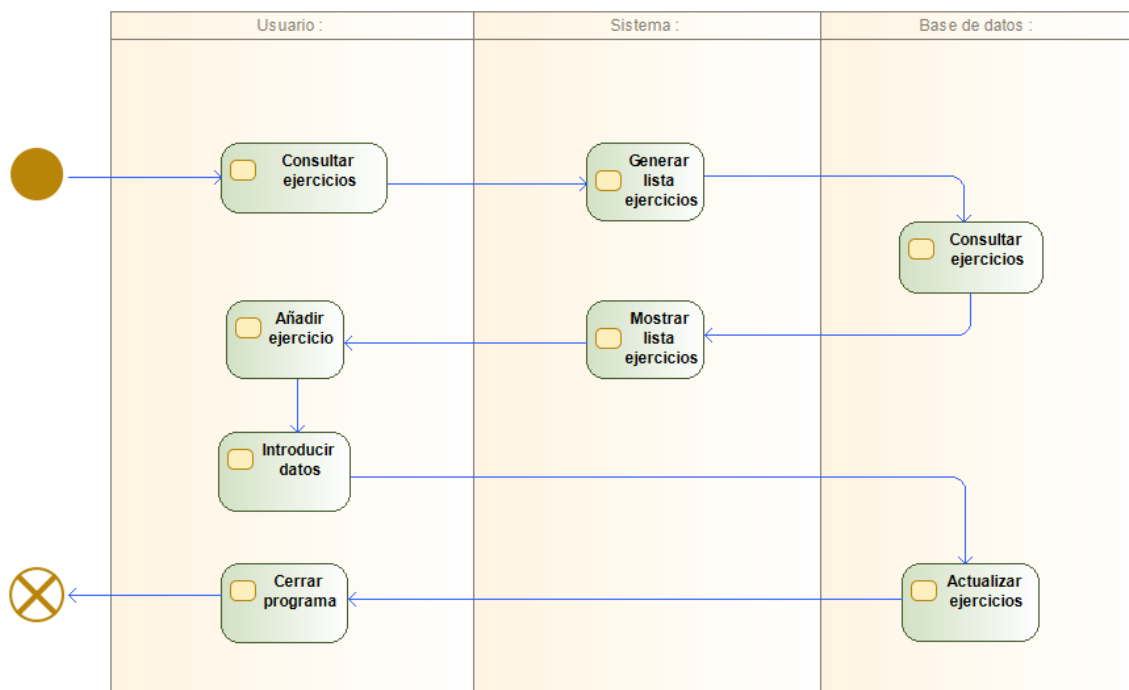 Usuario :
Sistema :
Base de datos :
Consultar
ejercicios
Generar
lista
ejercicios
Consultar
ejercicios
Añadir
ejercicio
Mostrar
lista
ejercicios
Introducir
datos
Cerrar
programa
Actualizar
ejercicios